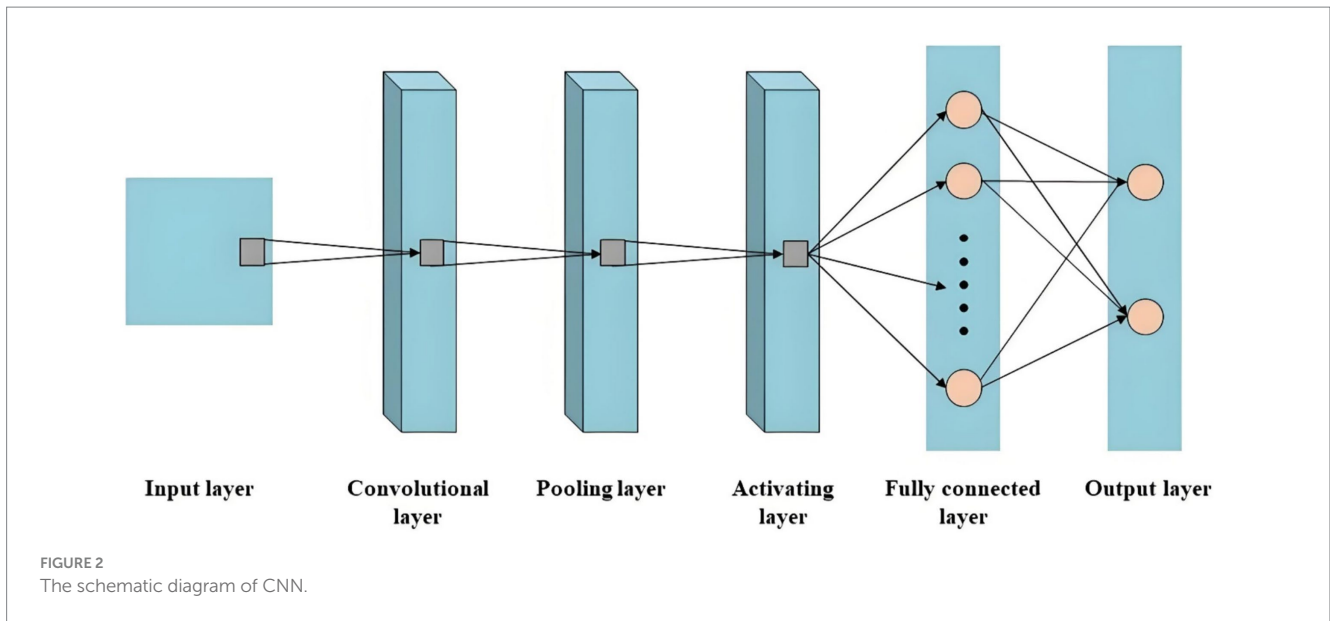 Input layer
Convolutional
layer
Pooling layer
Activating
layer
Fully connected
layer
Output layer
FIGURE 2
The schematic diagram of CNN.